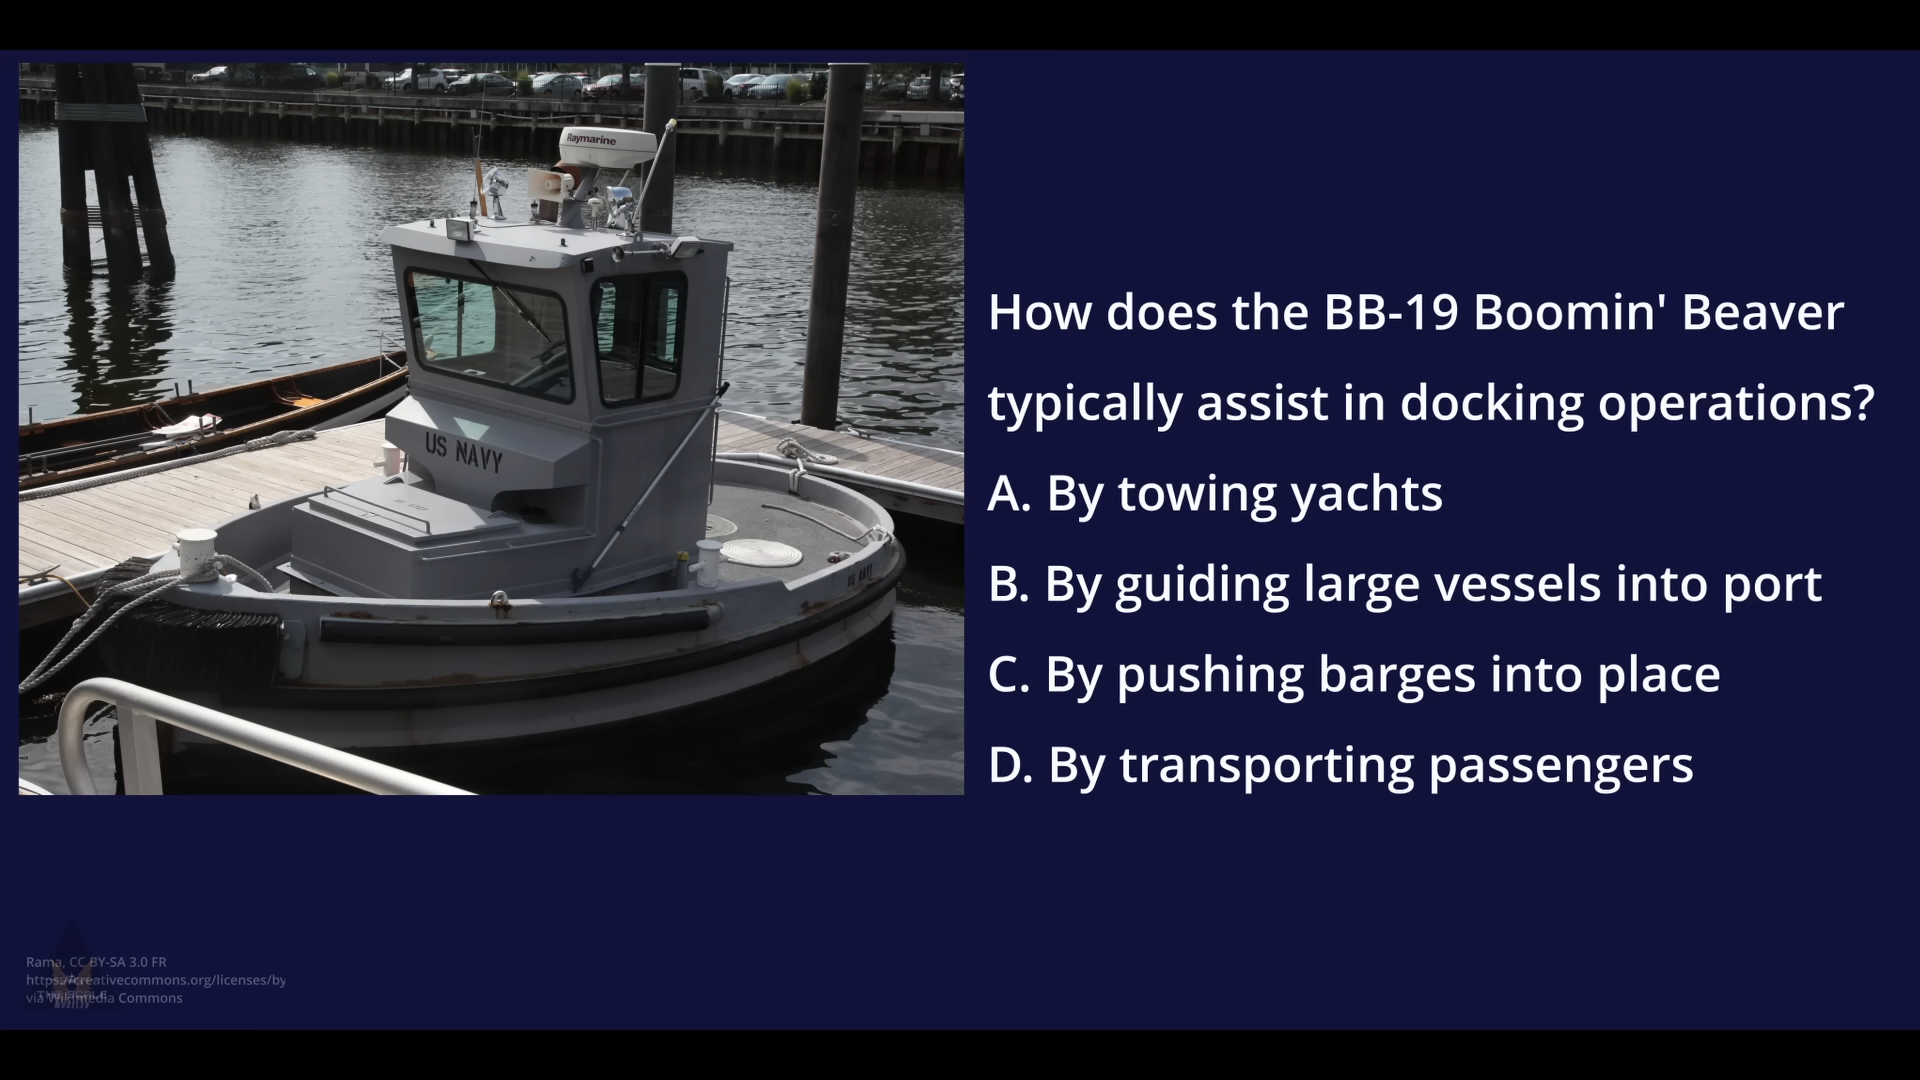 Raymarine
US NAVY
US NAVY
How does the BB-19 Boomin' Beaver
typically assist in docking operations?
A. By towing yachts
B. By guiding large vessels into port
C. By pushing barges into place
D. By transporting passengers
Rama, CC BY-SA 3.0 FR
https://creativecommons.org/licenses/by
via Wikimedia Commons